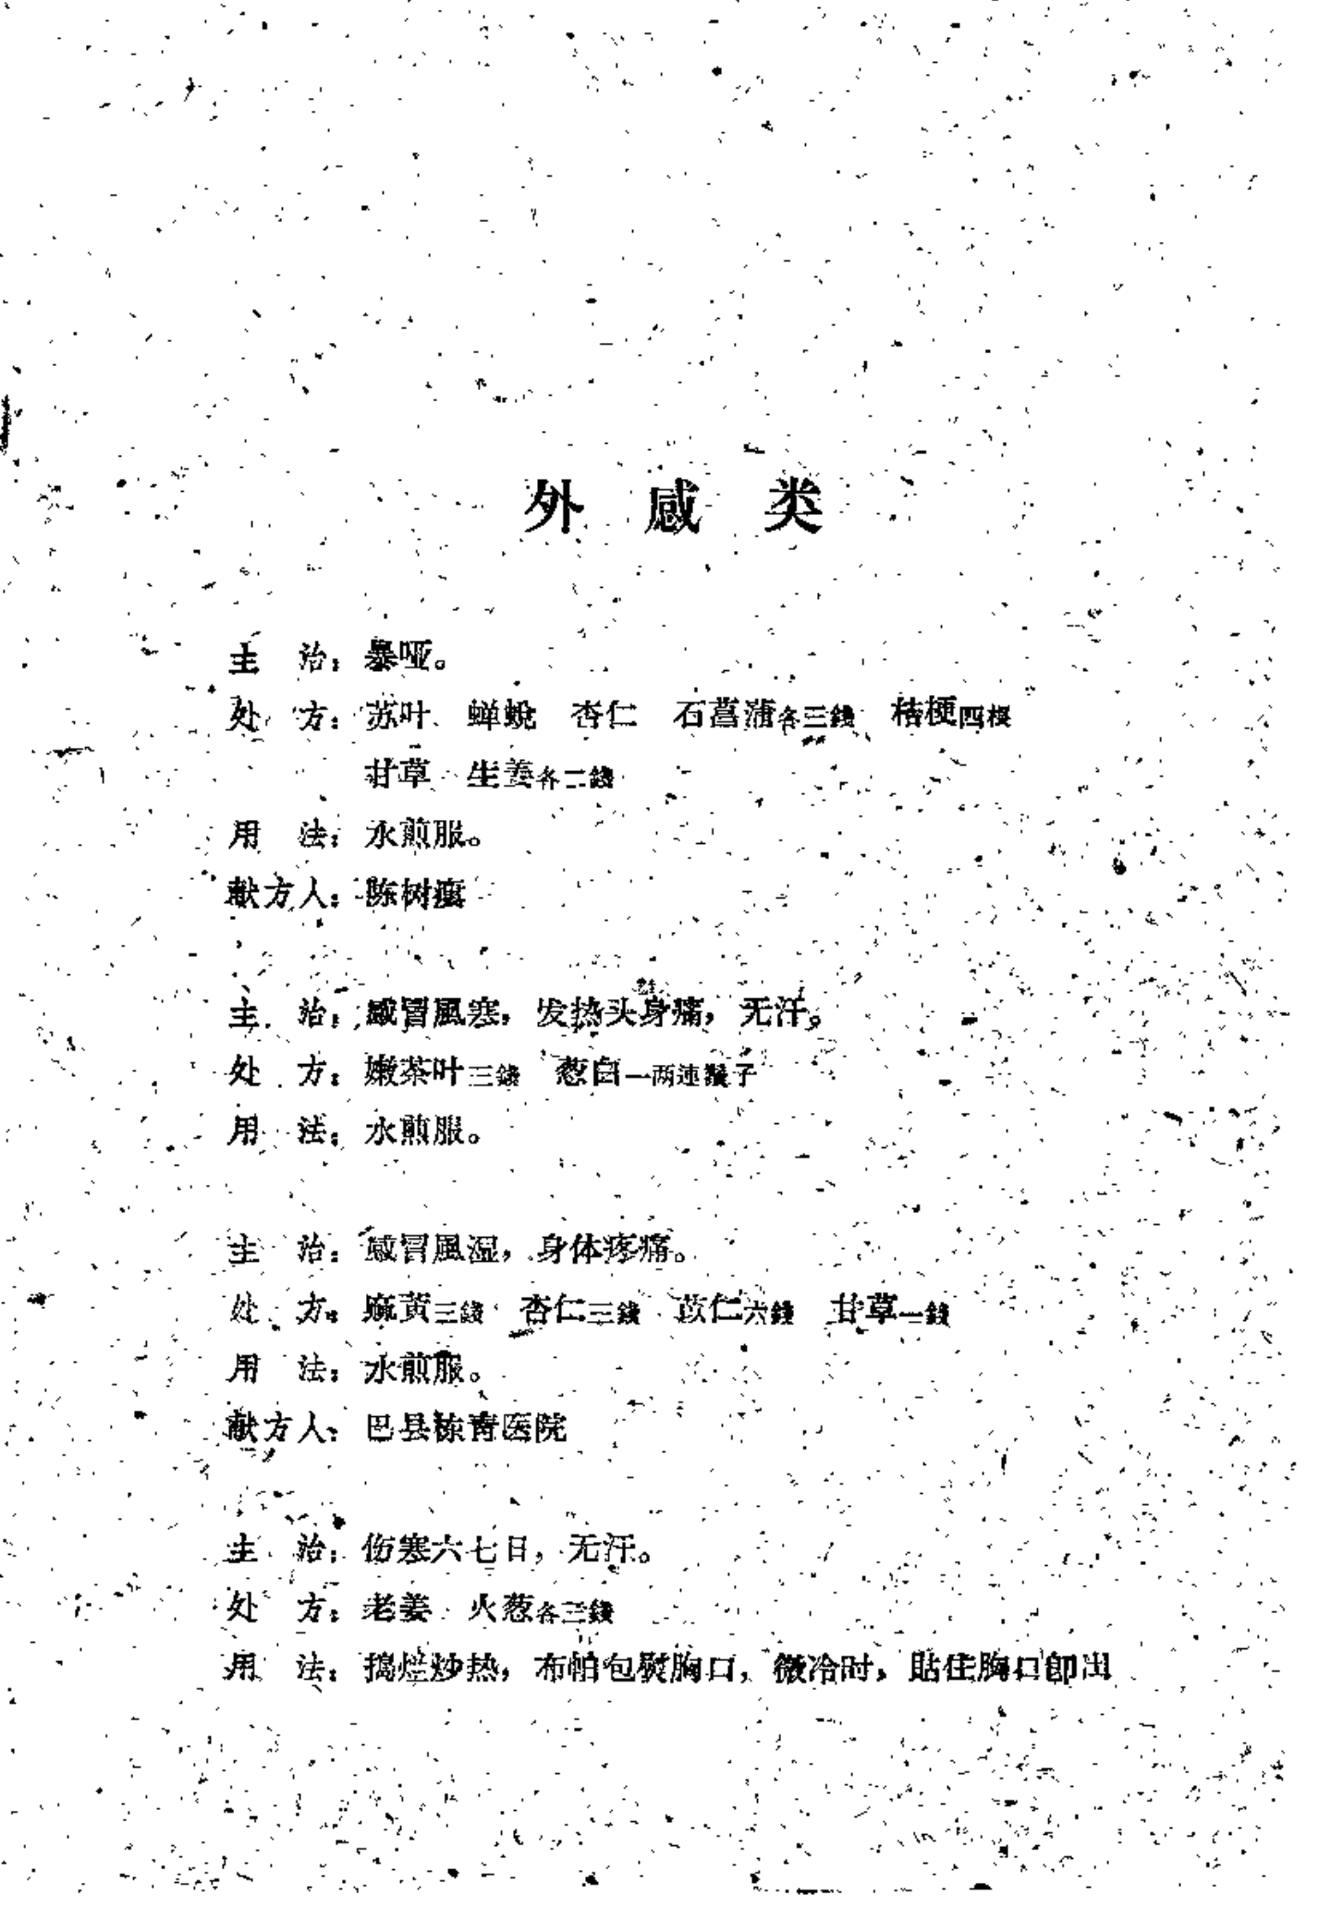 外感类
主治：暴哑。
处方：苏叶 蝉蜕 杏仁 石菖蒲各三錢 桔梗四根
甘草 生姜各二錢
用法：水煎服。
献方人：陈树
主治：感冒風寒，发热头身痛，无汗。
处方：嫩茶叶三錢 葱白一两連鬚子
用法：水煎服。
主治：感冒風湿，身体疼痛。
处方：麻黄三錢 杏仁三錢 苡仁六錢 甘草一錢
用法：水煎服。
献方人：巴县青医院
主治：伤寒六七日，无汗。
处方：老姜 火葱各三錢
用法：搗烂炒热，布帕包熨胸口，微冷时，貼住胸口卽出